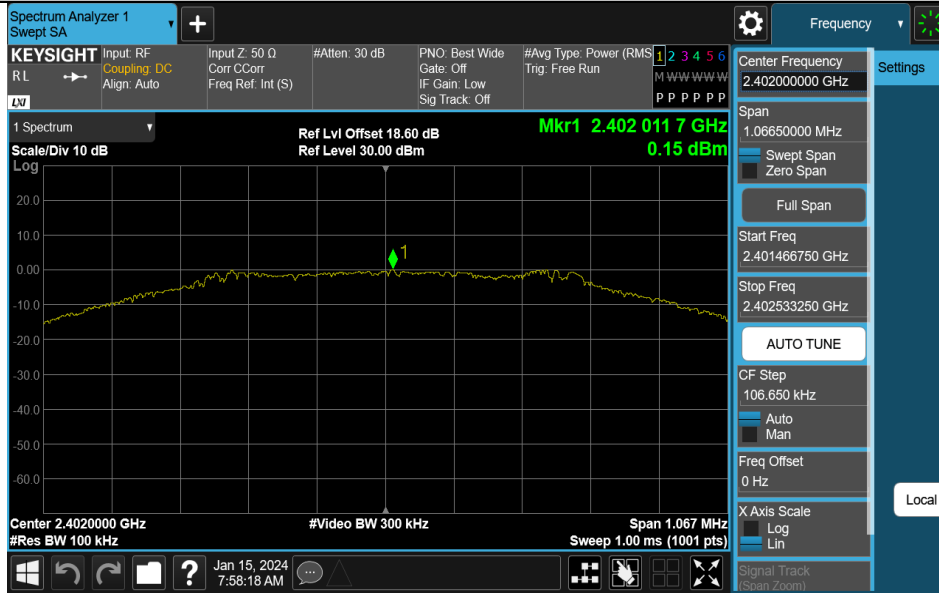 Spectrum Analyzer 1
Swept SA
+
Frequency
KEYSIGHT
R L
LXI
Input: RF
Coupling: DC
Align: Auto
Input Z: 50 Ω
Corr CCorr
Freq Ref: Int (S)
#Atten: 30 dB
PNO: Best Wide
Gate: Off
IF Gain: Low
Sig Track: Off
#Avg Type: Power (RMS
Trig: Free Run
1 2 3 4 5 6
M W W W W W
P P P P P P
1 Spectrum
Scale/Div 10 dB
Ref Lvl Offset 18.60 dB
Ref Level 30.00 dBm
Mkr1 2.402 011 7 GHz
0.15 dBm
Log
20.0
10.0
0.00
-10.0
-20.0
-30.0
-40.0
-50.0
-60.0
1
Center 2.4020000 GHz
#Res BW 100 kHz
#Video BW 300 kHz
Span 1.067 MHz
Sweep 1.00 ms (1001 pts)
Center Frequency
2.402000000 GHz
Span
1.06650000 MHz
Swept Span
Zero Span
Full Span
Start Freq
2.401466750 GHz
Stop Freq
2.402533250 GHz
AUTO TUNE
CF Step
106.650 kHz
Auto
Man
Freq Offset
0 Hz
X Axis Scale
Log
Lin
Signal Track
(Span Zoom)
Settings
Local
?
Jan 15, 2024
7:58:18 AM